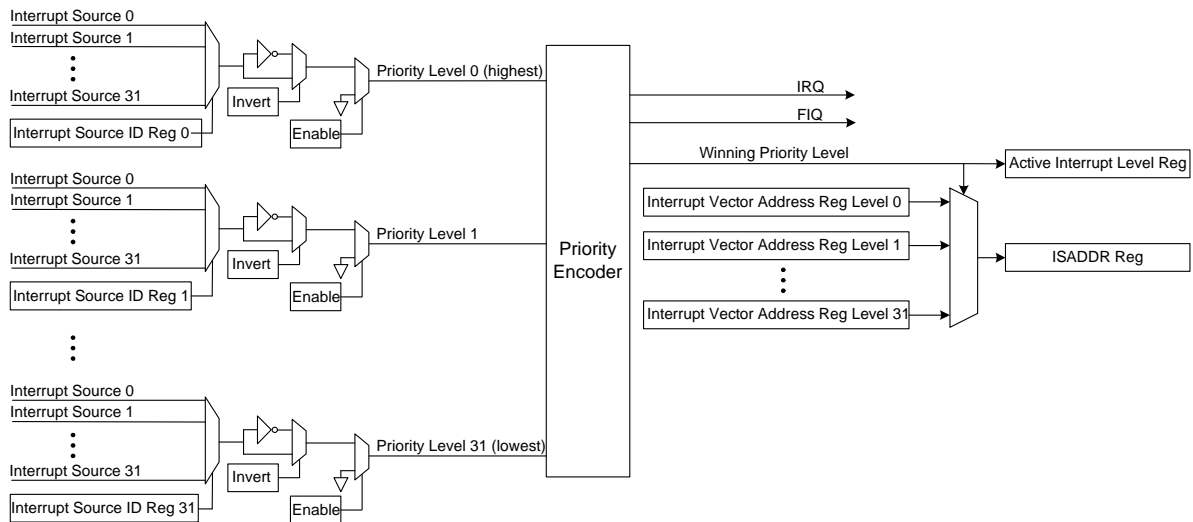 Interrupt Source 0
Interrupt Source 1
Interrupt Source 31
Interrupt Source ID Reg 0
Invert
Enable
Priority Level 0 (highest)
Interrupt Source 0
Interrupt Source 1
Interrupt Source 31
Interrupt Source ID Reg 1
Invert
Enable
Priority Level 1
Interrupt Source 0
Interrupt Source 1
Interrupt Source 31
Interrupt Source ID Reg 31
Invert
Enable
Priority Level 31 (lowest)
Priority
Encoder
IRQ
FIQ
Winning Priority Level
Active Interrupt Level Reg
Interrupt Vector Address Reg Level 0
Interrupt Vector Address Reg Level 1
Interrupt Vector Address Reg Level 31
ISADDR Reg